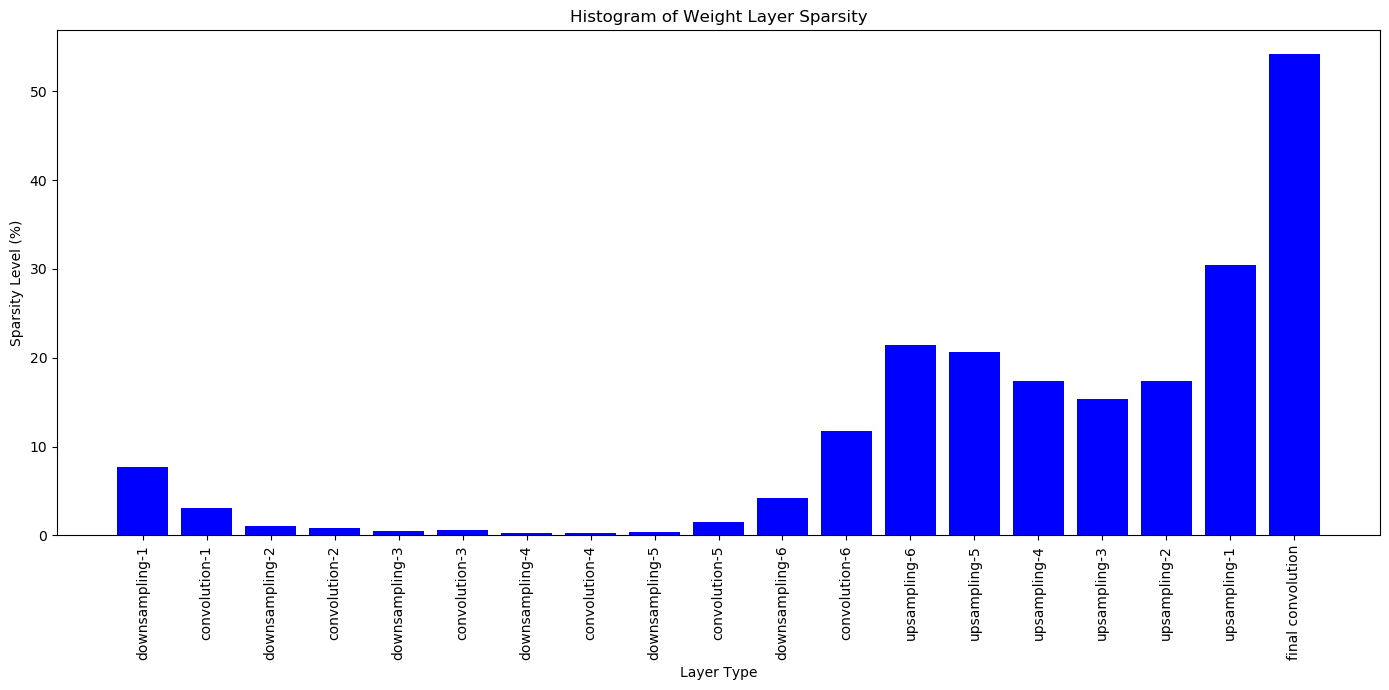 Histogram of Weight Layer Sparsity
Sparsity Level (%)
50
40
30
20
10
0
downsampling-1
convolution-1
downsampling-2
convolution-2
downsampling-3
convolution-3
downsampling-4
convolution-4
downsampling-5
convolution-5
downsampling-6
convolution-6
upsampling-6
upsampling-5
upsampling-4
upsampling-3
upsampling-2
upsampling-1
final convolution
Layer Type